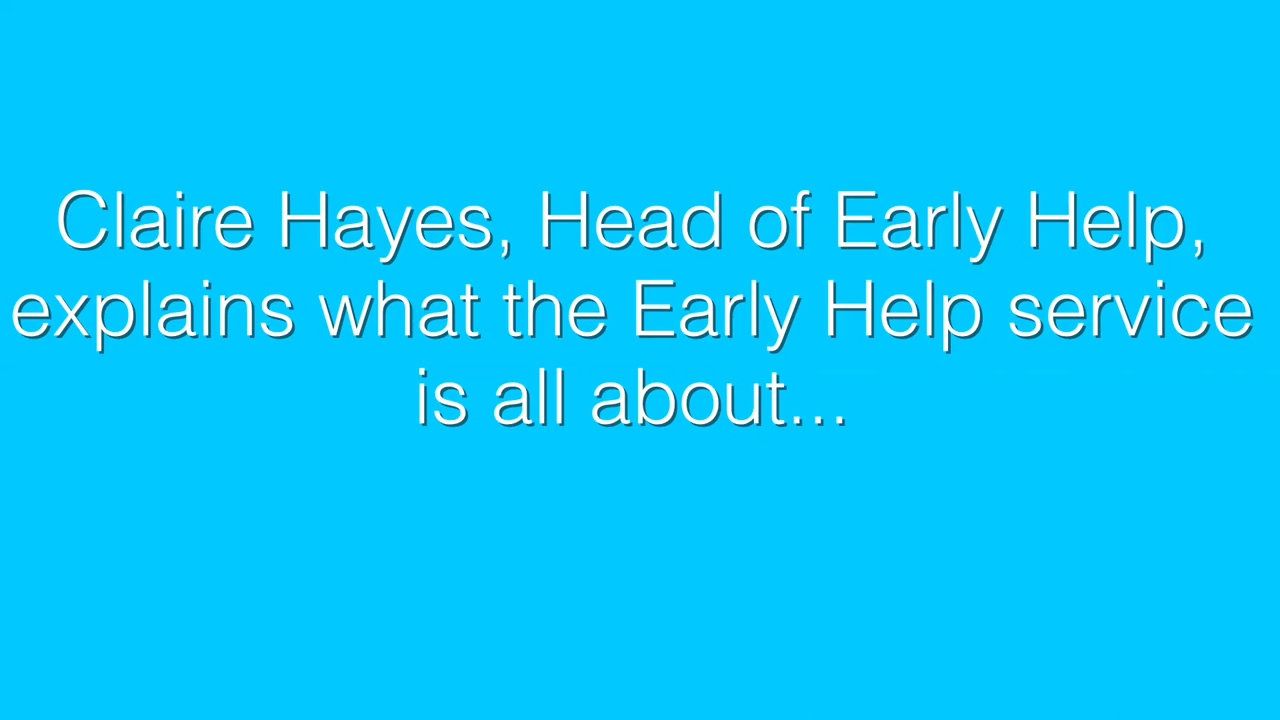 Claire Hayes, Head of Early Help,
explains what the Early Help service
is all about...